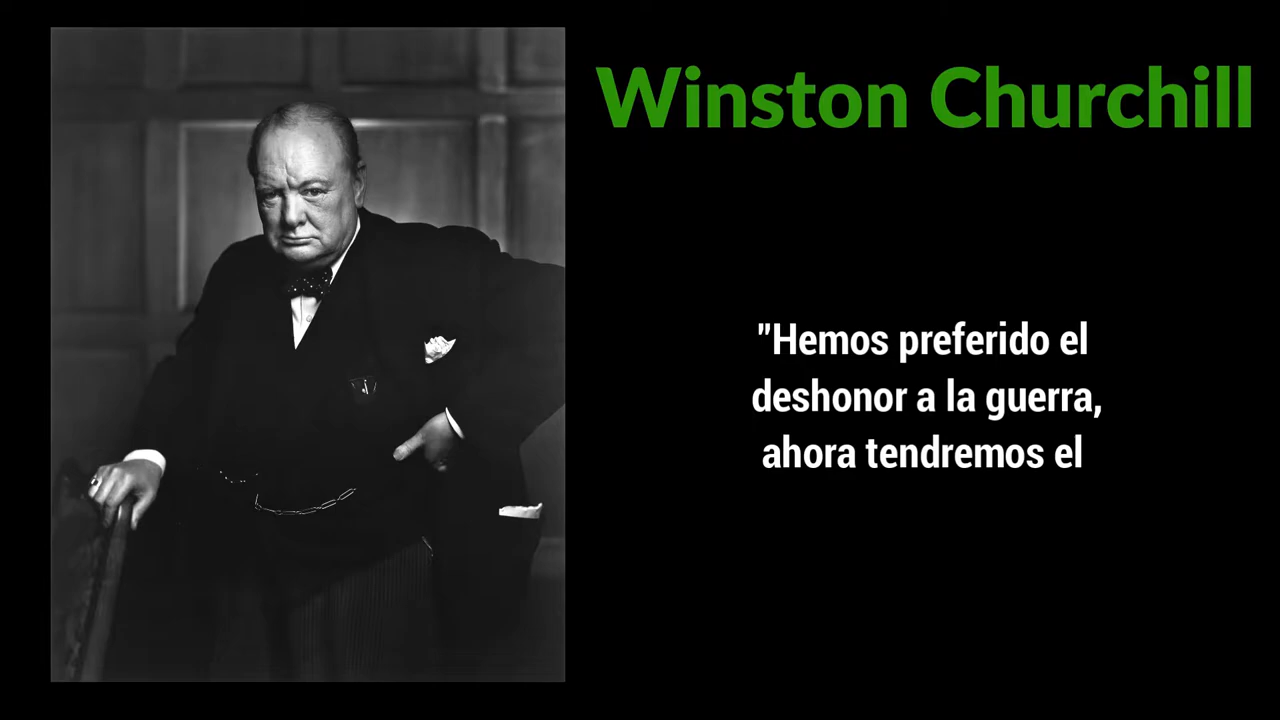 Winston Churchill
"Hemos preferido el
deshonor a la guerra,
ahora tendremos el